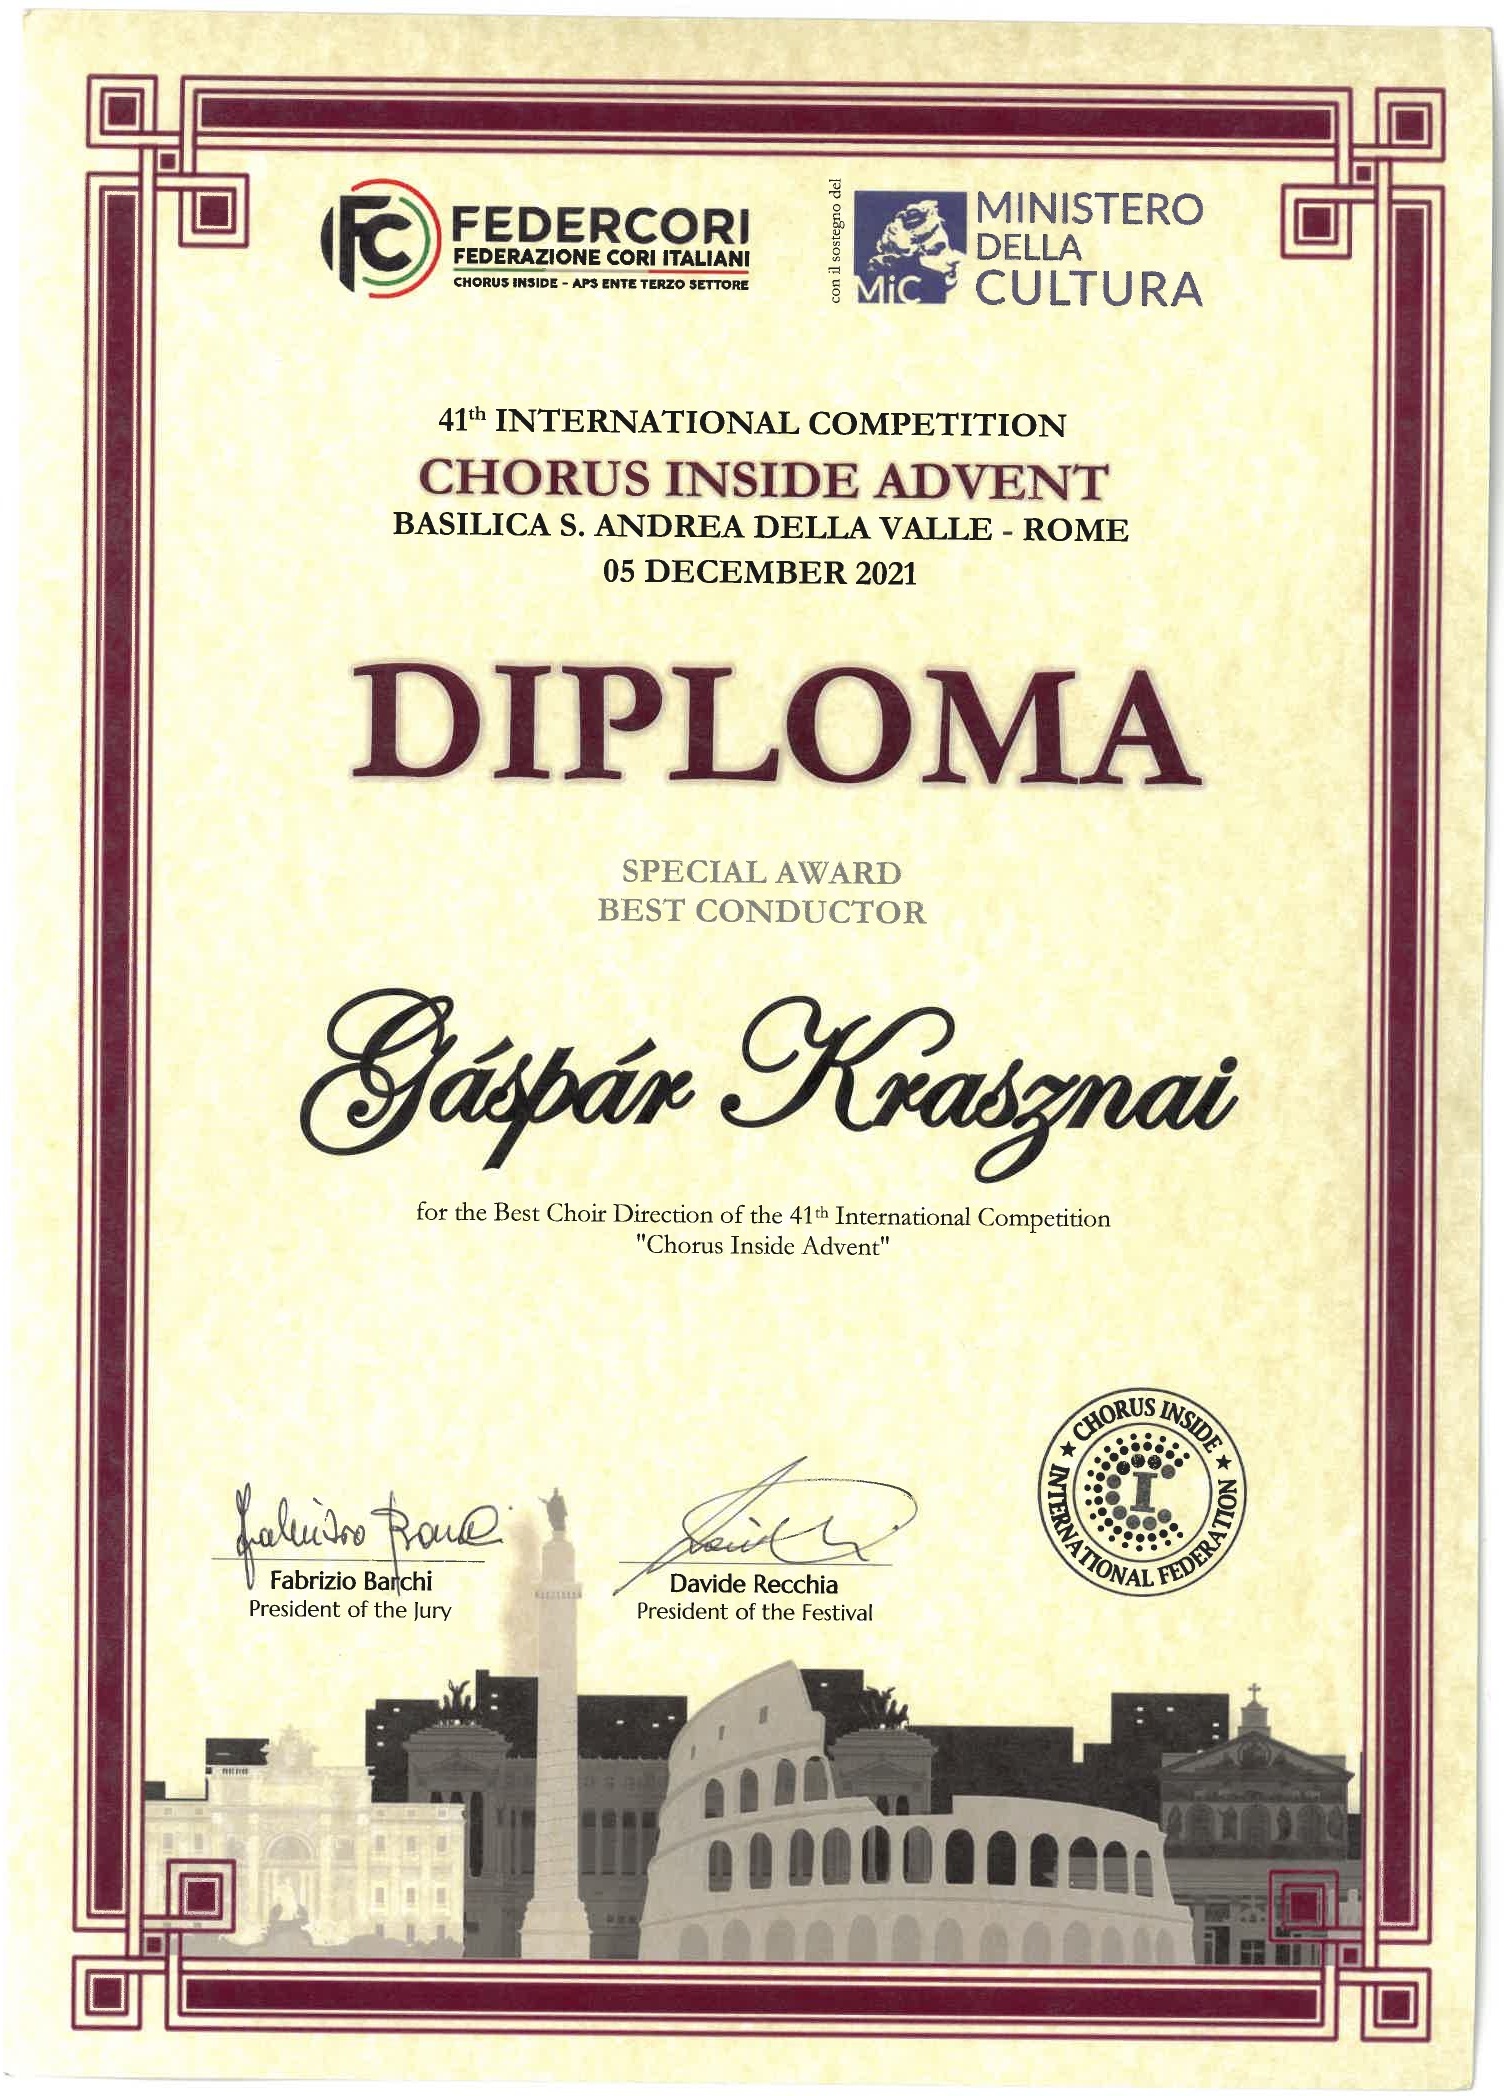 FC
FEDERCORI
FEDERAZIONE CORI ITALIANI
CHORUS INSIDE - APS ENTE TERZO SETTORE
con il sostegno del
MiC
MINISTERO
DELLA
CULTURA
41th INTERNATIONAL COMPETITION
CHORUS INSIDE ADVENT
BASILICA S. ANDREA DELLA VALLE - ROME
05 DECEMBER 2021
DIPLOMA
SPECIAL AWARD
BEST CONDUCTOR
Gáspár Krasznai
for the Best Choir Direction of the 41th International Competition
"Chorus Inside Advent"
Fabrizio Barchi
President of the Jury
Davide Recchia
President of the Festival
★ CHORUS INSIDE ★
INTERNATIONAL FEDERATION
CI